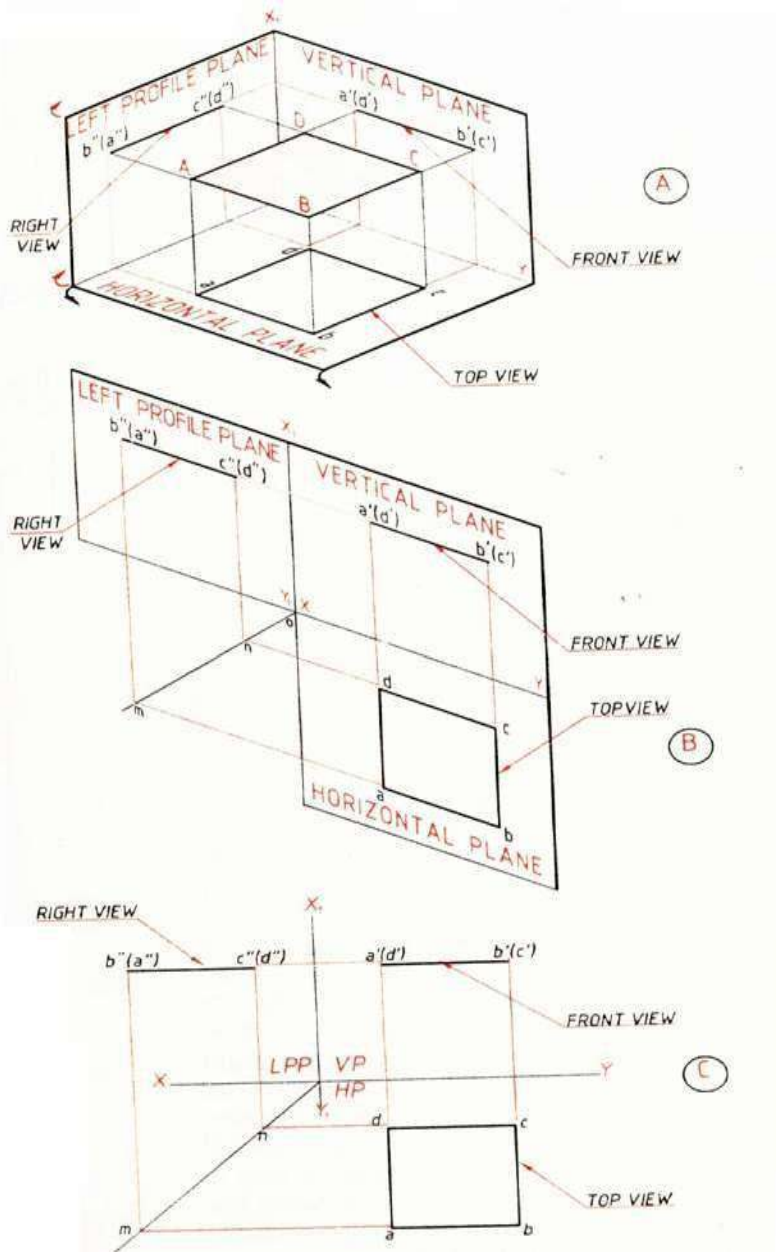 X₁
LEFT PROFILE PLANE
VERTICAL PLANE
c"(d")
a'(d')
b"(a")
D
b'(c')
A
C
A
B
RIGHT
VIEW
d
FRONT VIEW
Y
a
c
HORIZONTAL PLANE
b
TOP VIEW
LEFT PROFILE PLANE
b"(a")
X₁
c"(d")
VERTICAL PLANE
a'(d')
RIGHT
VIEW
b'(c')
Y₁ X
o
FRONT VIEW
n
d
Y
m
TOP VIEW
c
B
a
HORIZONTAL PLANE
b
RIGHT VIEW
X₁
b"(a")
c"(d")
a'(d')
b'(c')
FRONT VIEW
LPP VP
X
Y
C
HP
Y₁
n
d
c
TOP VIEW
m
a
b